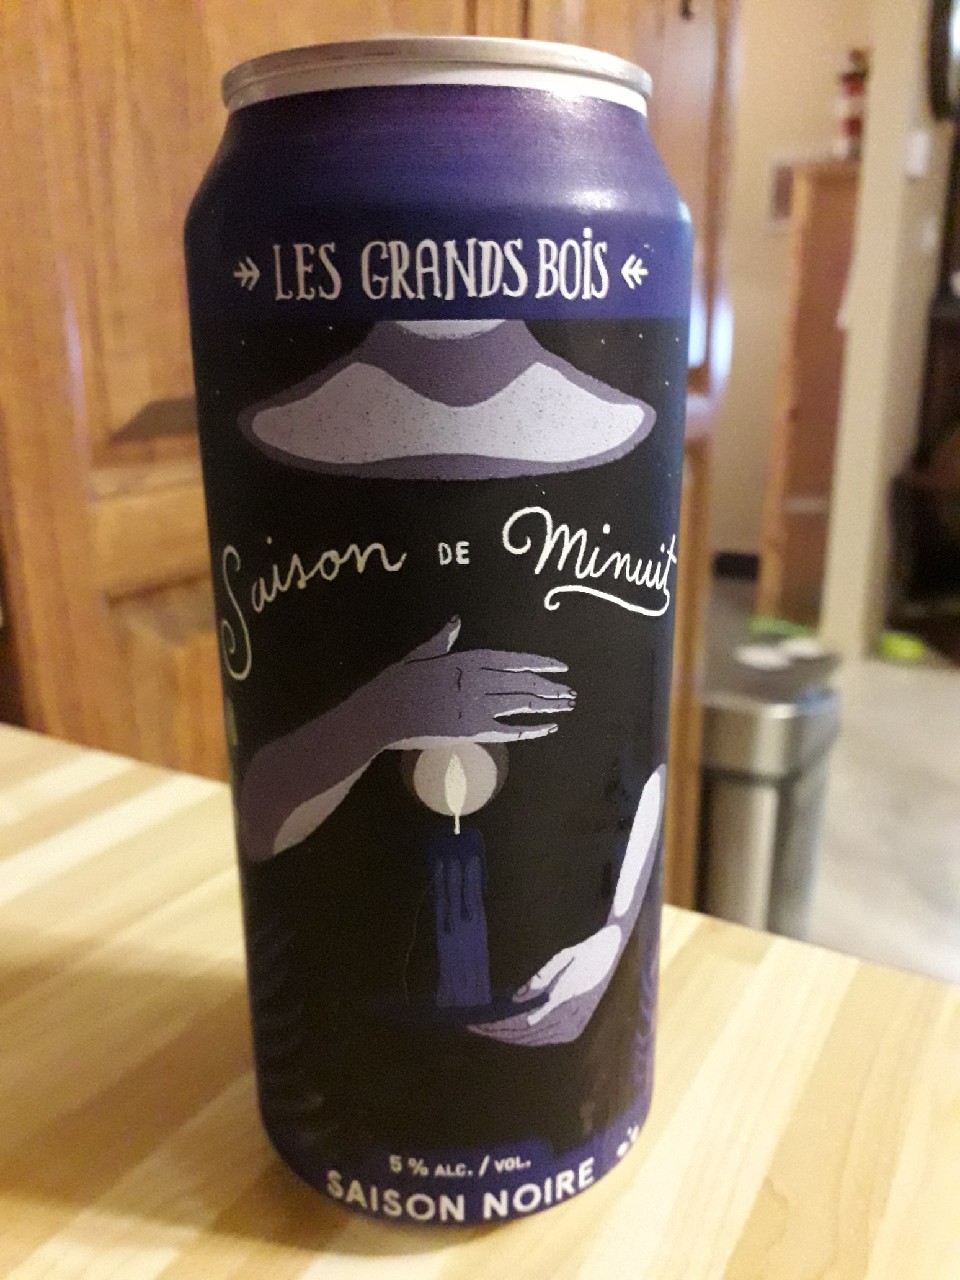 LES GRANDS BOIS
Saison DE Minuit
5 % ALC. / VOL.
SAISON NOIRE